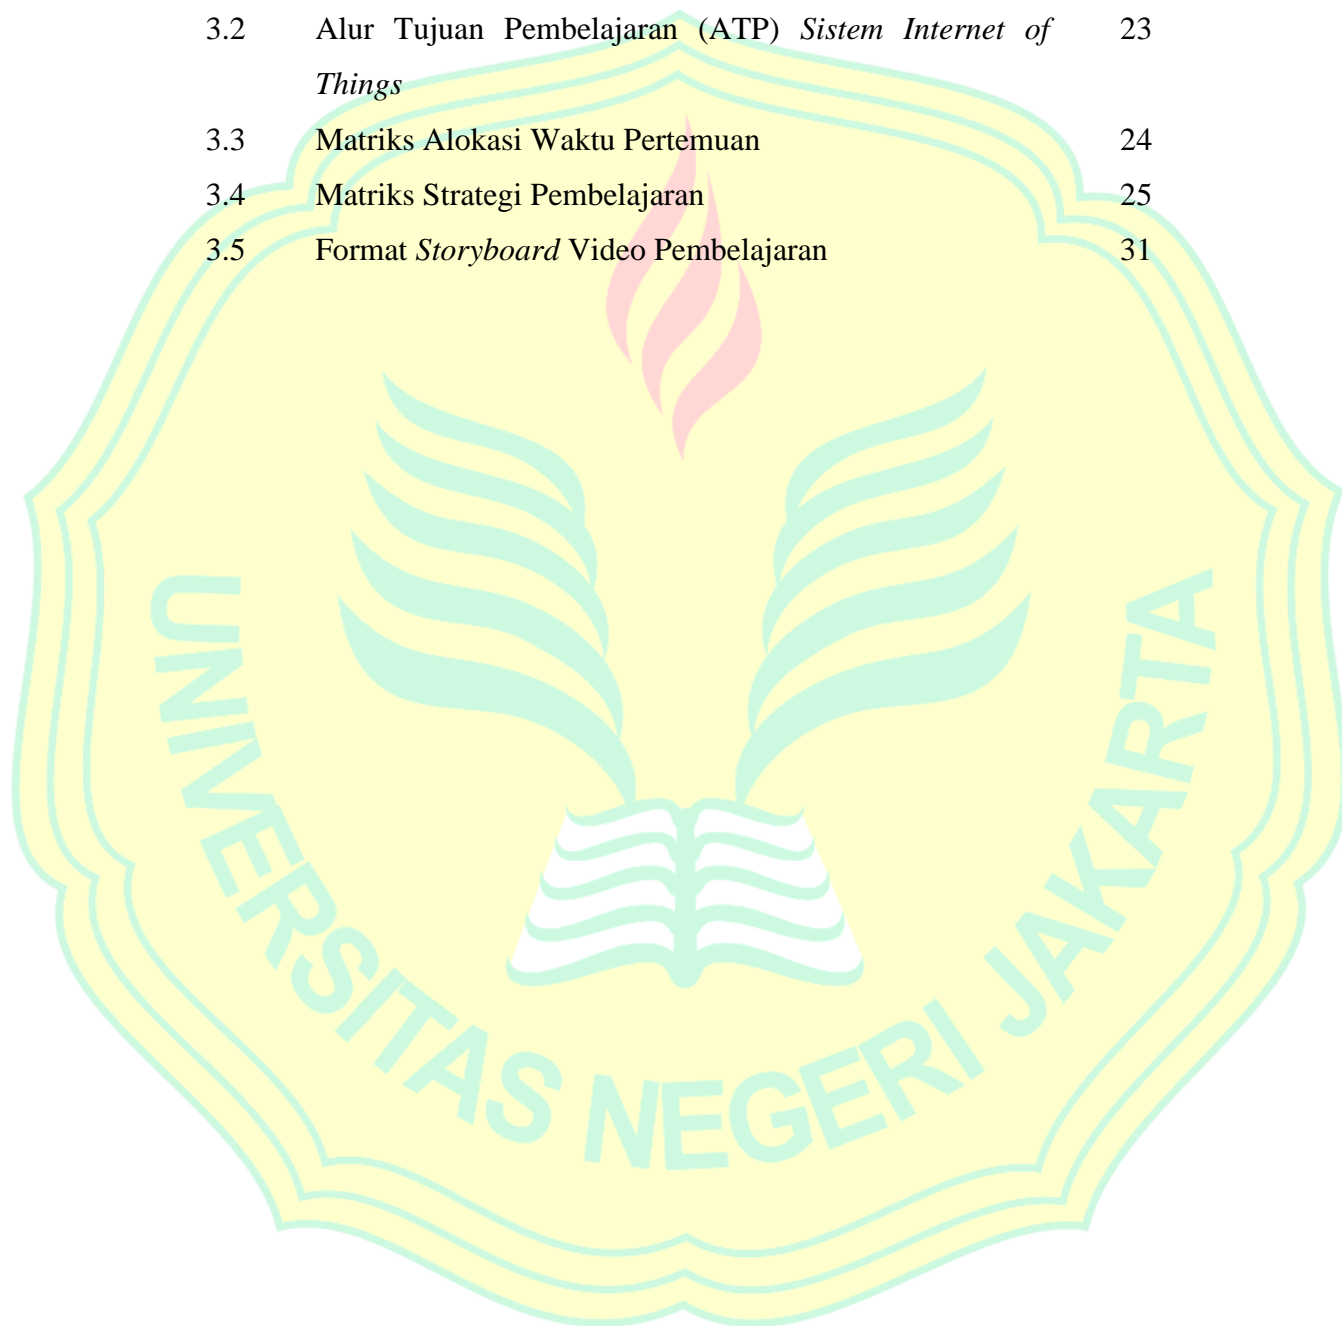 3.2 Alur Tujuan Pembelajaran (ATP) Sistem Internet of 23
Things
3.3 Matriks Alokasi Waktu Pertemuan 24
3.4 Matriks Strategi Pembelajaran 25
3.5 Format Storyboard Video Pembelajaran 31
UNIVERSITAS NEGERI JAKARTA